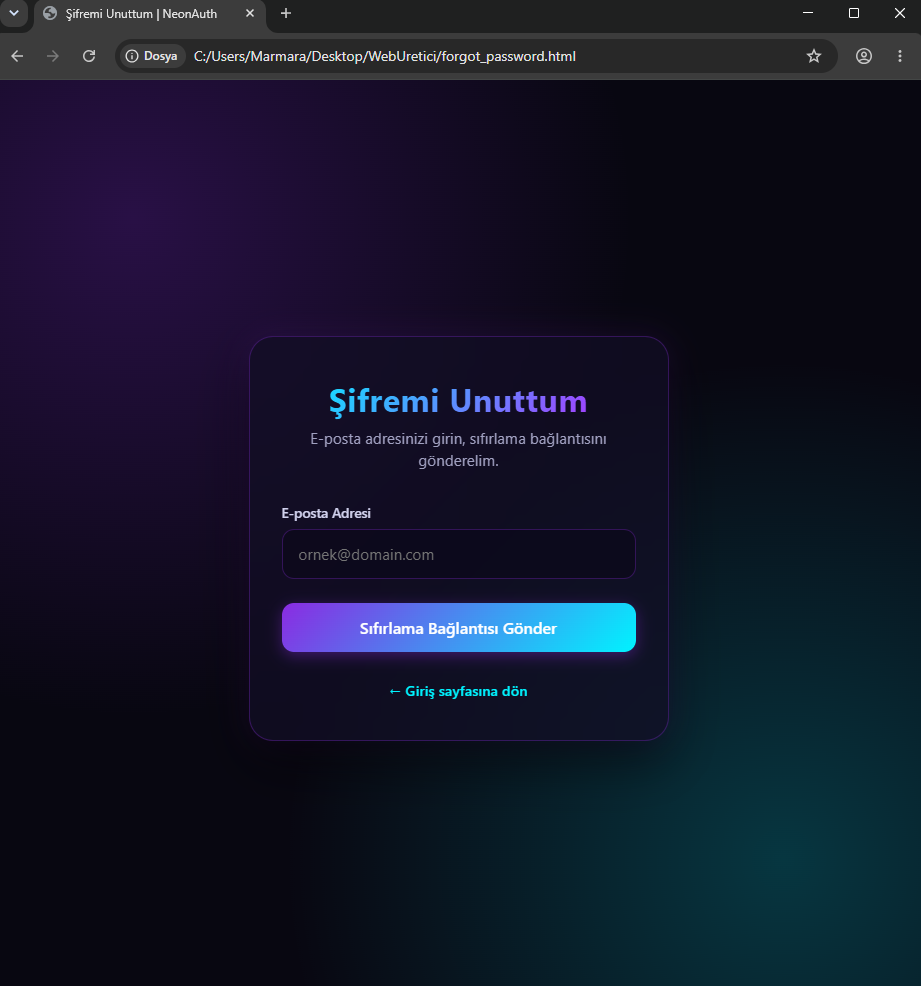 Şifremi Unuttum | NeonAuth
Dosya
C:/Users/Marmara/Desktop/WebUretici/forgot_password.html
Şifremi Unuttum
E-posta adresinizi girin, sıfırlama bağlantısını
gönderelim.
E-posta Adresi
ornek@domain.com
Sıfırlama Bağlantısı Gönder
← Giriş sayfasına dön